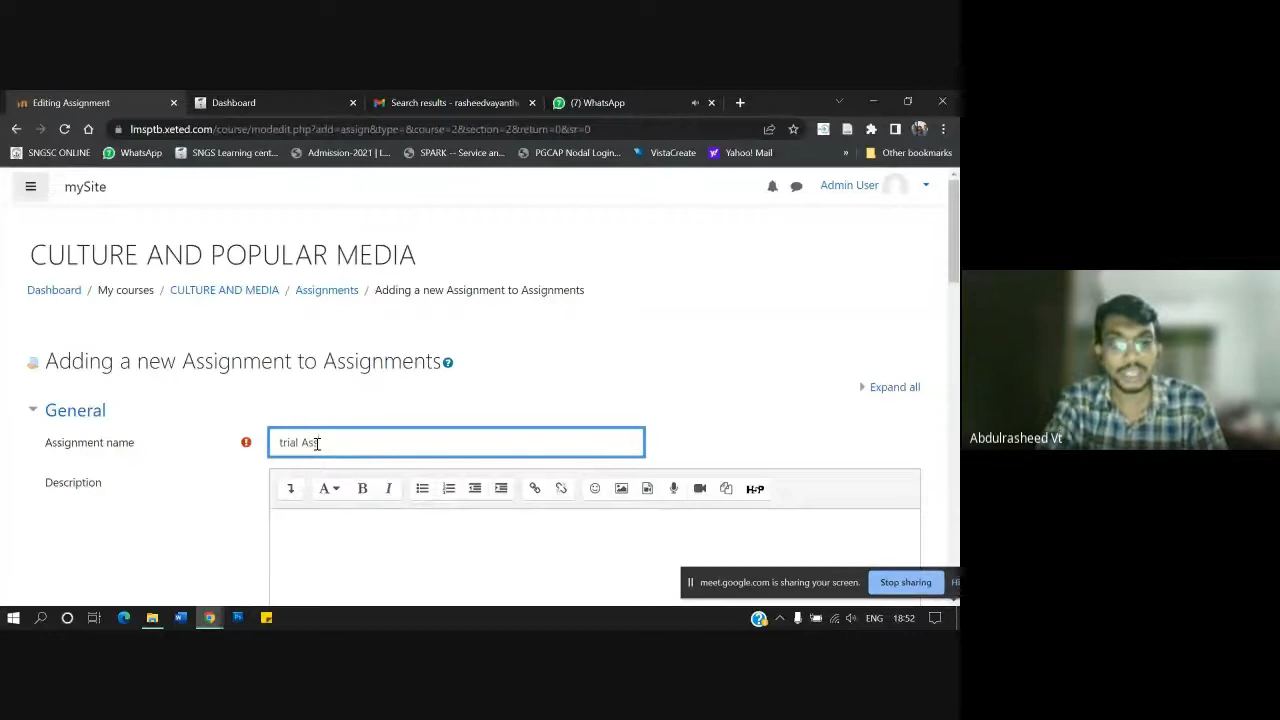 Editing Assignment
Dashboard
Search results - rasheedvayanth
(7) WhatsApp
lmsptb.xeted.com/course/modedit.php?add=assign&type=&course=2&section=2&return=0&sr=0
SNGSC ONLINE
WhatsApp
SNGS Learning cent...
Admission-2021 | L...
SPARK -- Service an...
PGCAP Nodal Login...
VistaCreate
Yahoo! Mail
»
Other bookmarks
mySite
Admin User
CULTURE AND POPULAR MEDIA
Dashboard / My courses / CULTURE AND MEDIA / Assignments / Adding a new Assignment to Assignments
Adding a new Assignment to Assignments
Expand all
General
Assignment name
trial Ass
Description
A
B
I
H-P
Abdulrasheed Vt
meet.google.com is sharing your screen.
Stop sharing
Hi
ENG
18:52